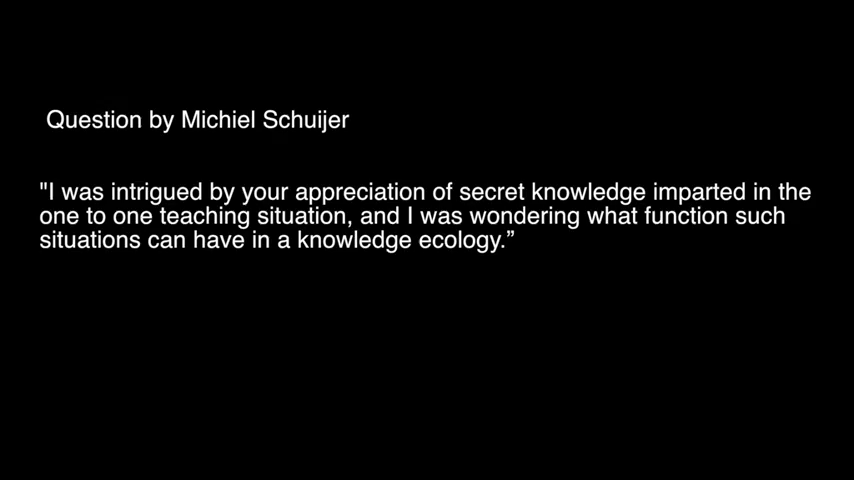 Question by Michiel Schuijer
"I was intrigued by your appreciation of secret knowledge imparted in the
one to one teaching situation, and I was wondering what function such
situations can have in a knowledge ecology.”